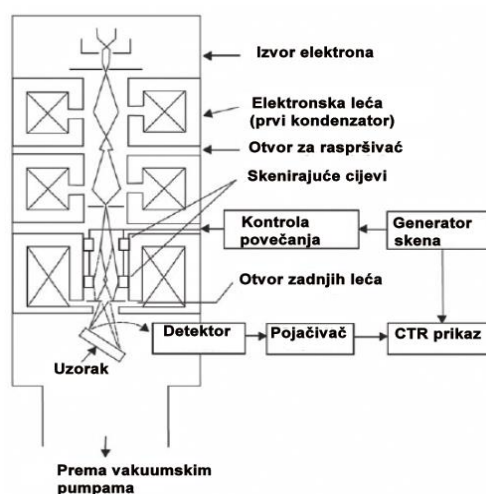 Izvor elektrona
Elektronska leća
(prvi kondenzator)
Otvor za raspršivač
Skenirajuće cijevi
Kontrola
povečanja
Generator
skena
Otvor zadnjih leća
Detektor
Pojačivač
CTR prikaz
Uzorak
Prema vakuumskim
pumpama